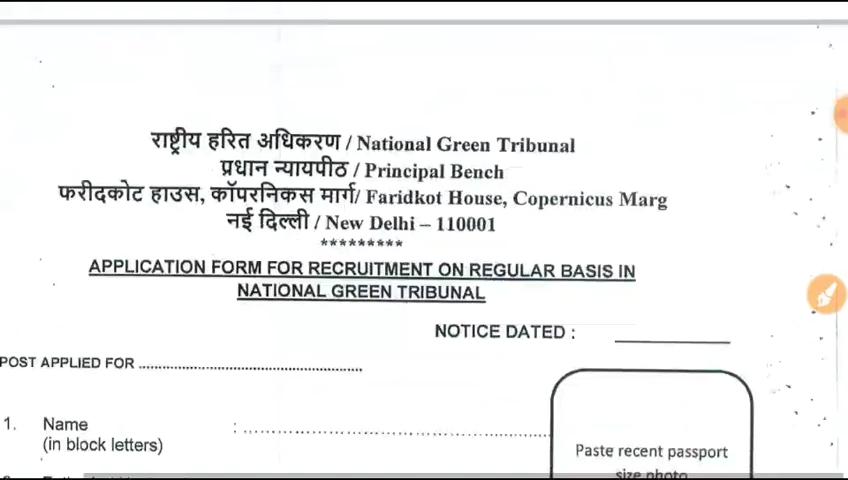 राष्ट्रीय हरित अधिकरण / National Green Tribunal
प्रधान न्यायपीठ / Principal Bench
फरीदकोट हाउस, कॉपरनिकस मार्ग/ Faridkot House, Copernicus Marg
नई दिल्ली / New Delhi – 110001
*********
APPLICATION FORM FOR RECRUITMENT ON REGULAR BASIS IN
NATIONAL GREEN TRIBUNAL
NOTICE DATED : ________
POST APPLIED FOR ........................................................
1. Name : ........................................................
(in block letters)
Paste recent passport
size photo